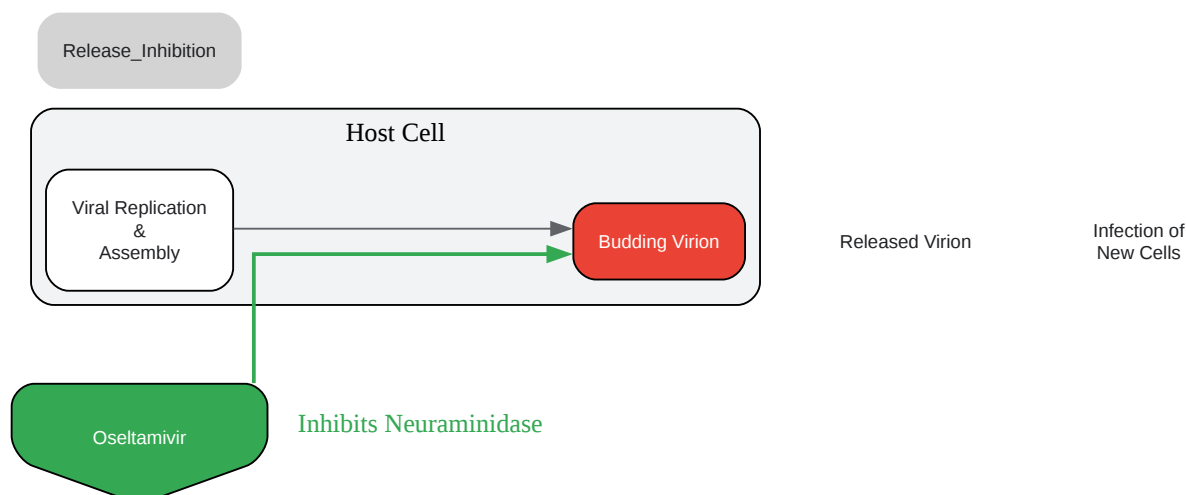 Release_Inhibition
Host Cell
Viral Replication
&
Assembly
Budding Virion
Released Virion
Infection of
New Cells
Oseltamivir
Inhibits Neuraminidase